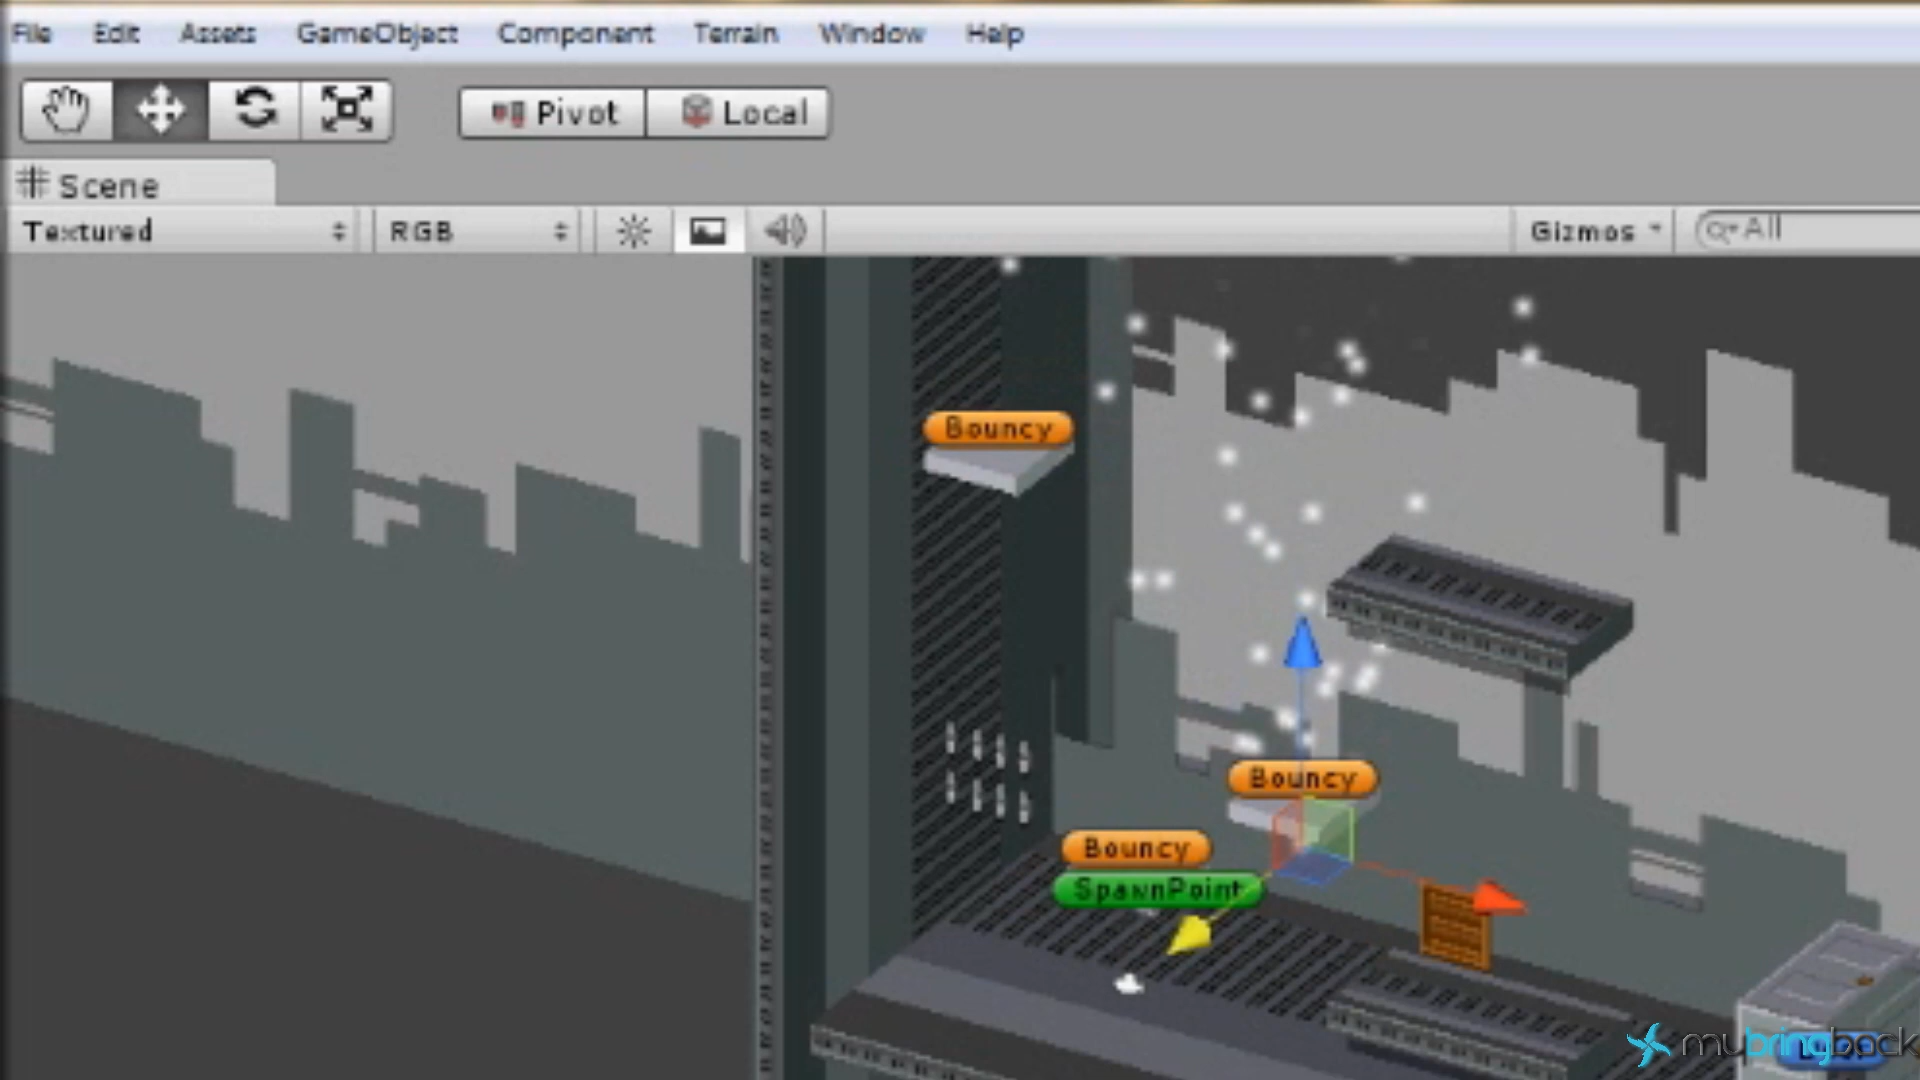 File Edit Assets GameObject Component Terrain Window Help
Pivot Local
Scene
Textured RGB Gizmos All
Bouncy
Bouncy
Bouncy
SpawnPoint
mybringback